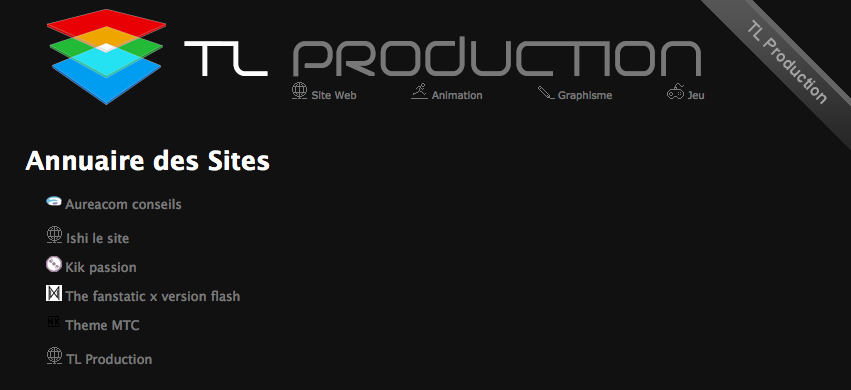 TL PRODUCTION
TL Production
Site Web
Animation
Graphisme
Jeu
Annuaire des Sites
Aureacom conseils
Ishi le site
Kik passion
The fanstatic x version flash
Theme MTC
TL Production